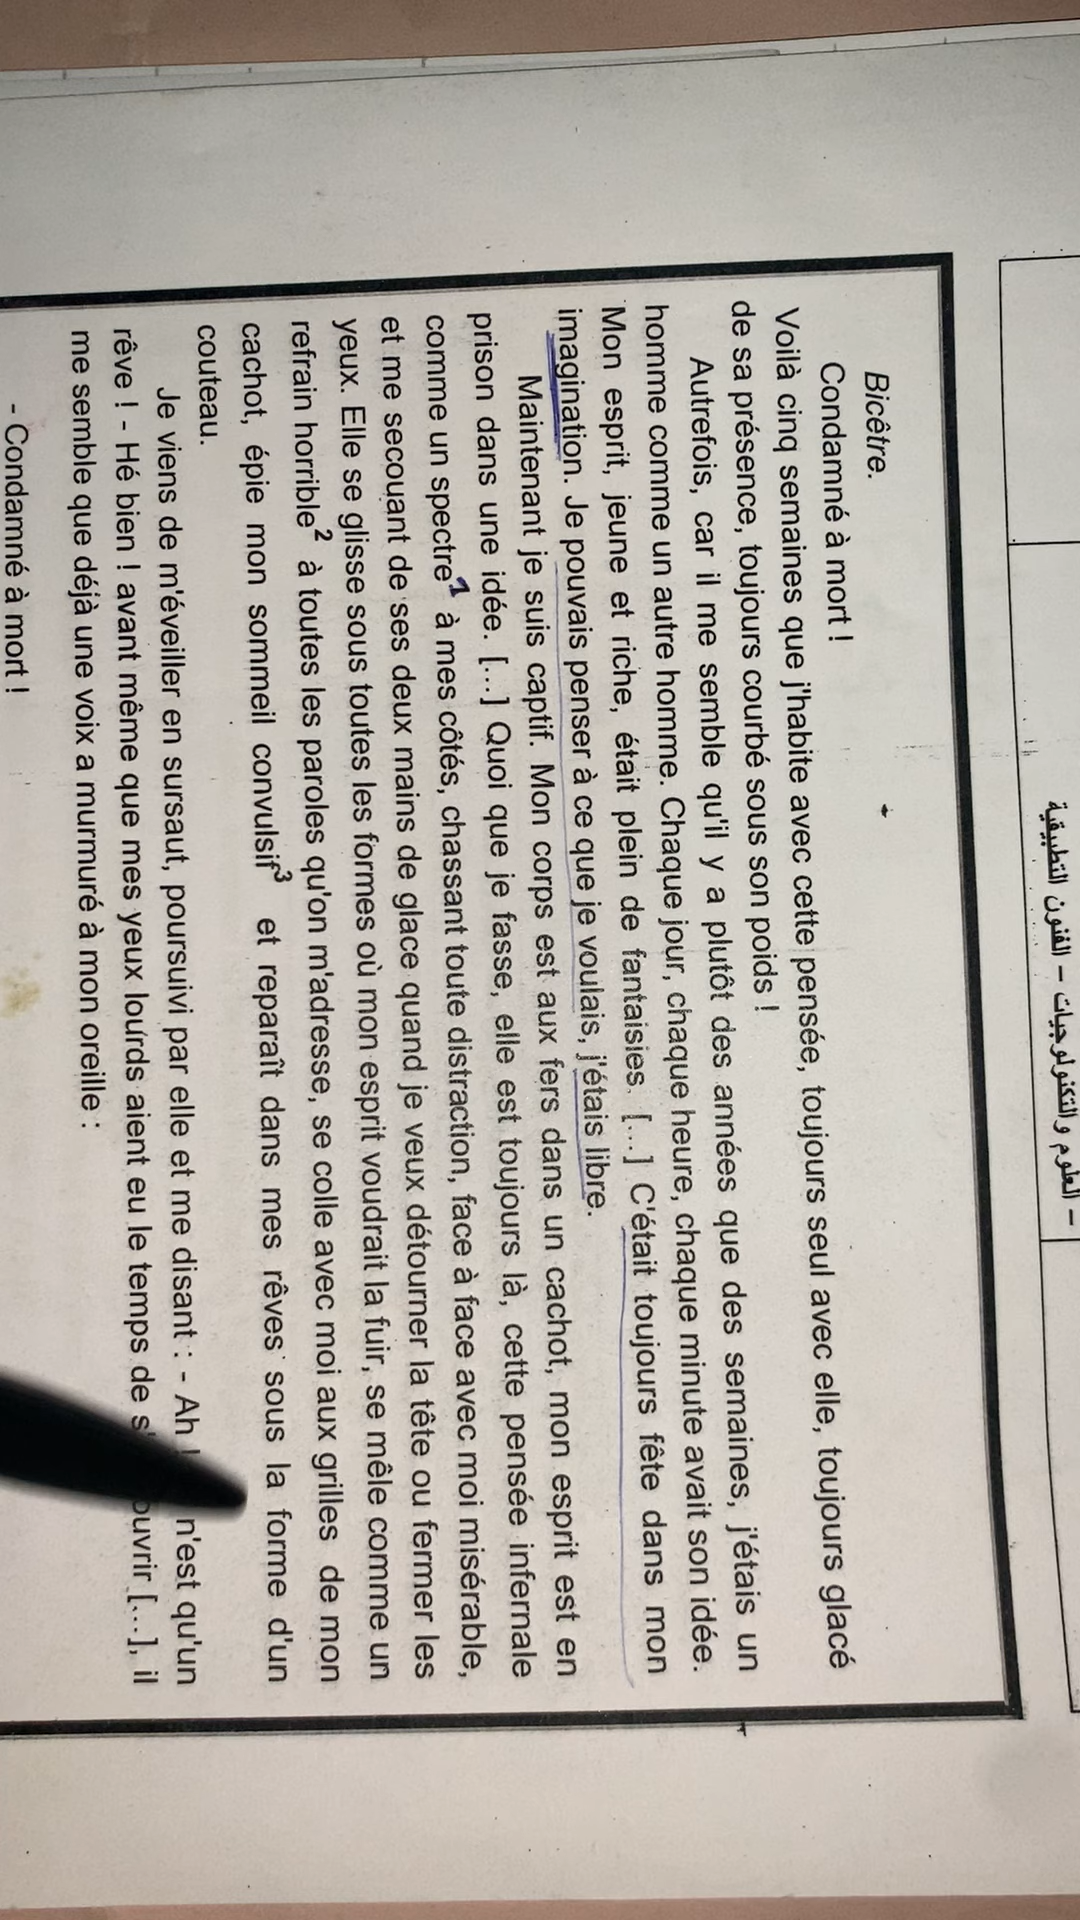 – العلوم والتكنولوجيات – الفنون التطبيقية
Bicêtre.
Condamné à mort !
Voilà cinq semaines que j'habite avec cette pensée, toujours seul avec elle, toujours glacé
de sa présence, toujours courbé sous son poids !
Autrefois, car il me semble qu'il y a plutôt des années que des semaines, j'étais un
homme comme un autre homme. Chaque jour, chaque heure, chaque minute avait son idée.
Mon esprit, jeune et riche, était plein de fantaisies. [...] C'était toujours fête dans mon
imagination. Je pouvais penser à ce que je voulais, j'étais libre.
Maintenant je suis captif. Mon corps est aux fers dans un cachot, mon esprit est en
prison dans une idée. [...] Quoi que je fasse, elle est toujours là, cette pensée infernale
comme un spectre1 à mes côtés, chassant toute distraction, face à face avec moi misérable,
et me secouant de ses deux mains de glace quand je veux détourner la tête ou fermer les
yeux. Elle se glisse sous toutes les formes où mon esprit voudrait la fuir, se mêle comme un
refrain horrible2 à toutes les paroles qu'on m'adresse, se colle avec moi aux grilles de mon
cachot, épie mon sommeil convulsif3 et reparaît dans mes rêves sous la forme d'un
couteau.
Je viens de m'éveiller en sursaut, poursuivi par elle et me disant : - Ah ! n'est qu'un
rêve ! - Hé bien ! avant même que mes yeux lourds aient eu le temps de s' ouvrir [...], il
me semble que déjà une voix a murmuré à mon oreille :
- Condamné à mort !